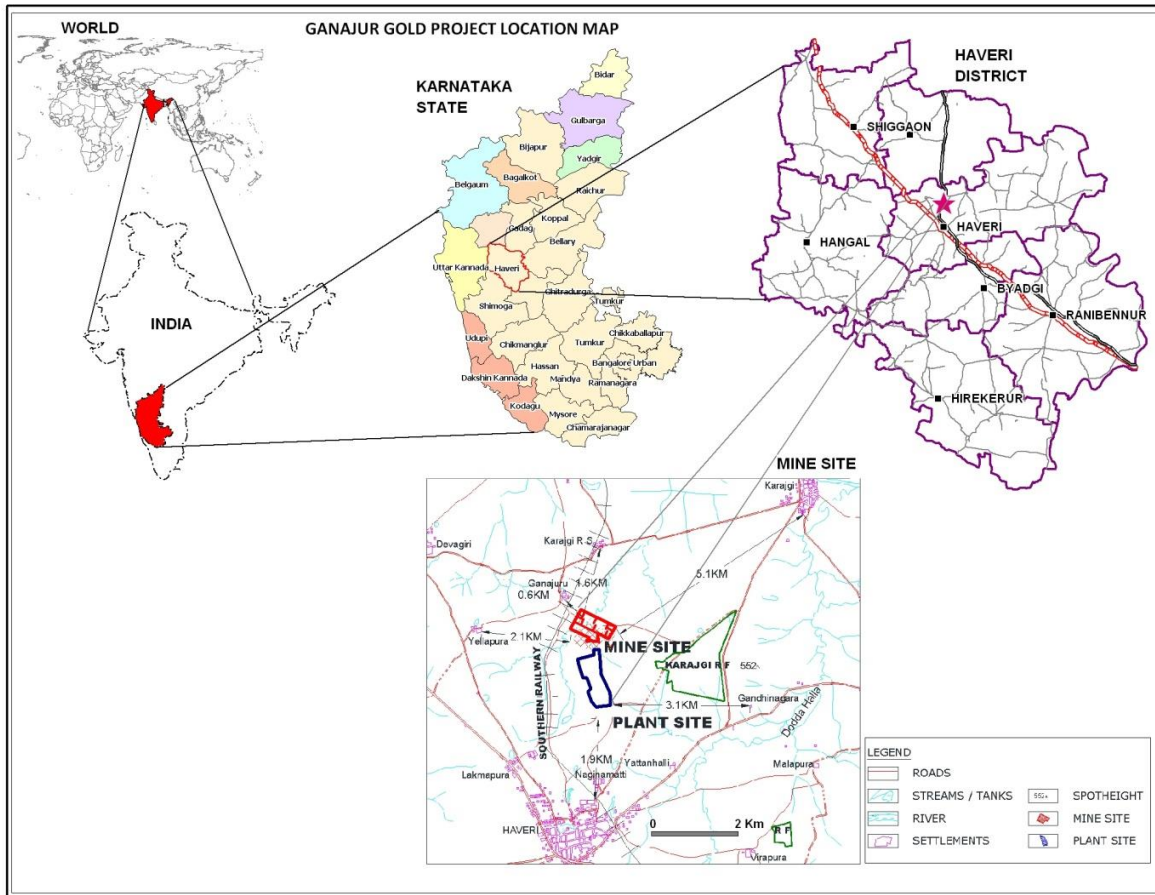 GANAJUR GOLD PROJECT LOCATION MAP
WORLD
INDIA
KARNATAKA
STATE
Bidar
Gulbarga
Bijapur
Yadgir
Belgaum
Bagalkot
Raichur
Koppal
Gadag
Bellary
Uttar Kannada
Haveri
Chitradurga
Shimoga
Tumkur
Chikkaballapur
Udupi
Chikmanglur
Tumkur
Bangalore Urban
Hassan
Dakshin Kannada
Mandya
Ramanagara
Kodagu
Mysore
Chamarajanagar
HAVERI
DISTRICT
SHIGGAON
HAVERI
HANGAL
BYADGI
RANIBENNUR
HIREKERUR
MINE SITE
Karajgi
Devagiri
Karajgi R S
5.1KM
Ganajuru
1.6KM
0.6KM
Yellapura
2.1KM
MINE SITE
KARAJGI R F
552
SOUTHERN RAILWAY
Gandhinagara
3.1KM
PLANT SITE
Dodda Halla
1.9KM
Yattanhalli
Malapura
Lakmapura
Naginamatti
HAVERI
0 2 Km
R F
Virapura
LEGEND
ROADS
STREAMS / TANKS
552+ SPOTHEIGHT
RIVER
MINE SITE
SETTLEMENTS
PLANT SITE